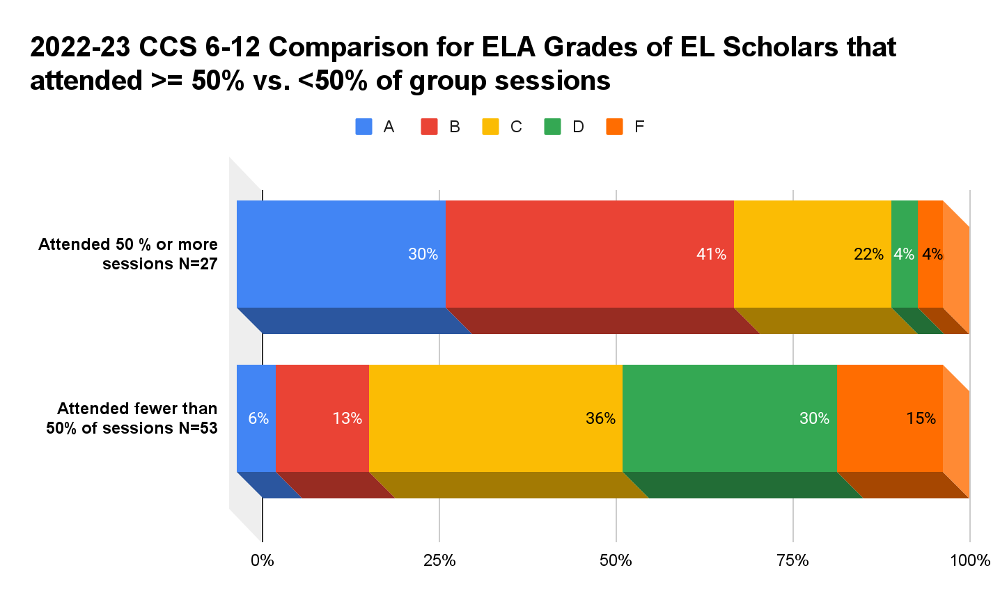 2022-23 CCS 6-12 Comparison for ELA Grades of EL Scholars that
attended >= 50% vs. <50% of group sessions
A B C D F
Attended 50 % or more
sessions N=27
30% 41% 22% 4% 4%
Attended fewer than
50% of sessions N=53
6% 13% 36% 30% 15%
0% 25% 50% 75% 100%